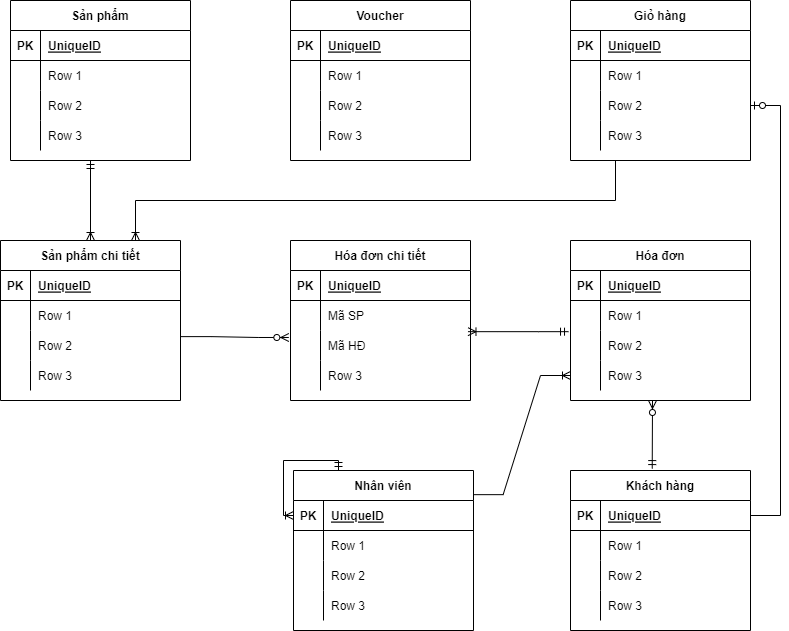 Sản phẩm
PK UniqueID
Row 1
Row 2
Row 3
Voucher
PK UniqueID
Row 1
Row 2
Row 3
Giỏ hàng
PK UniqueID
Row 1
Row 2
Row 3
Sản phẩm chi tiết
PK UniqueID
Row 1
Row 2
Row 3
Hóa đơn chi tiết
PK UniqueID
Mã SP
Mã HĐ
Row 3
Hóa đơn
PK UniqueID
Row 1
Row 2
Row 3
Nhân viên
PK UniqueID
Row 1
Row 2
Row 3
Khách hàng
PK UniqueID
Row 1
Row 2
Row 3